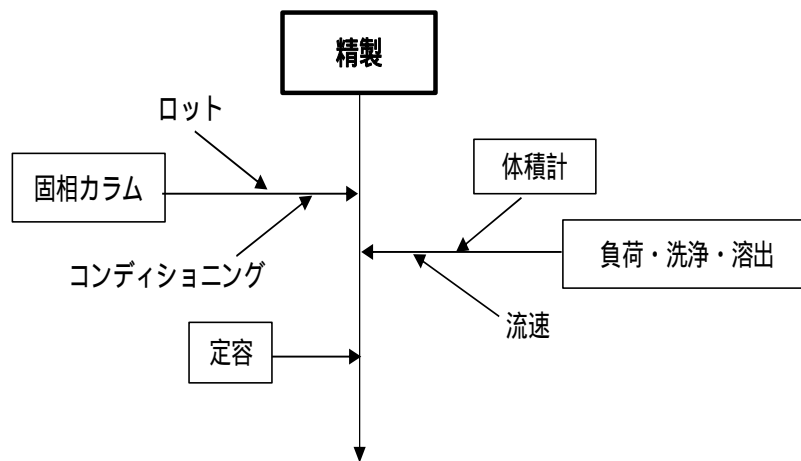 精製
ロット
体積計
固相カラム
負荷・洗浄・溶出
コンディショニング
流速
定容